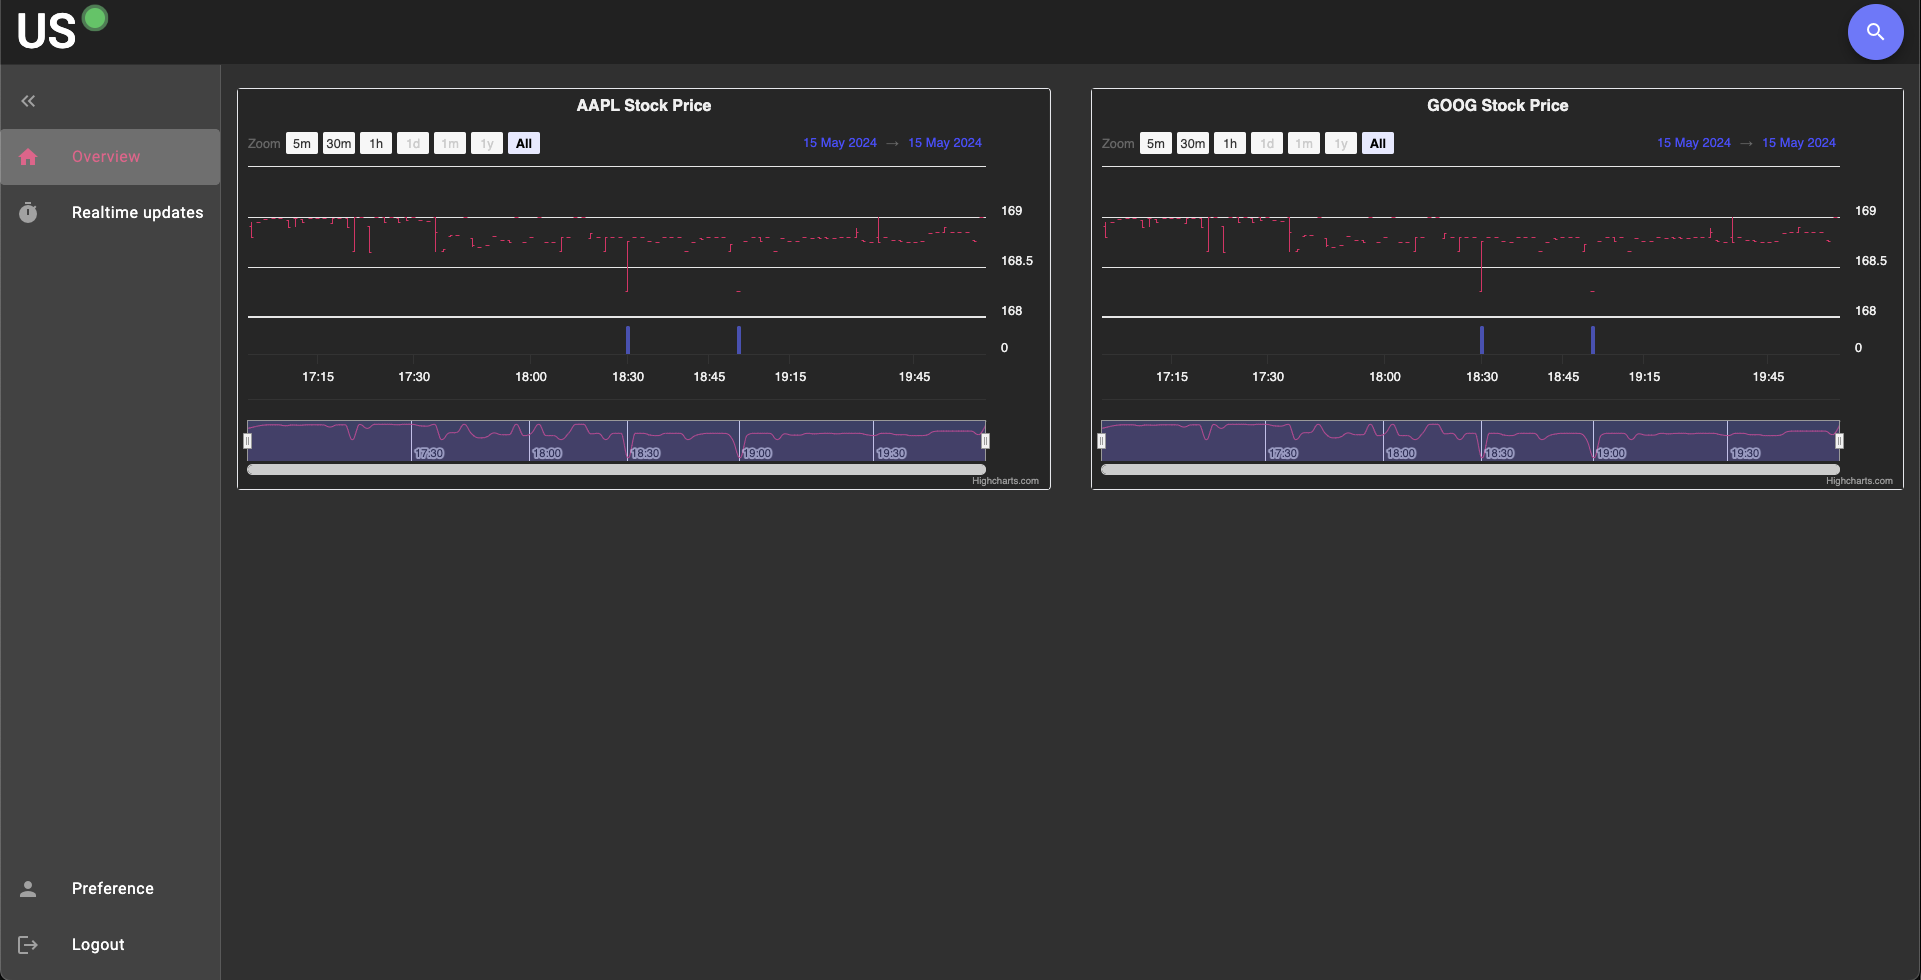 US
Overview
Realtime updates
Preference
Logout
AAPL Stock Price
Zoom 5m 30m 1h 1d 1m 1y All 15 May 2024 → 15 May 2024
169
168.5
168
0
17:15 17:30 18:00 18:30 18:45 19:15 19:45
17:30 18:00 18:30 19:00 19:30
Highcharts.com
GOOG Stock Price
Zoom 5m 30m 1h 1d 1m 1y All 15 May 2024 → 15 May 2024
169
168.5
168
0
17:15 17:30 18:00 18:30 18:45 19:15 19:45
17:30 18:00 18:30 19:00 19:30
Highcharts.com